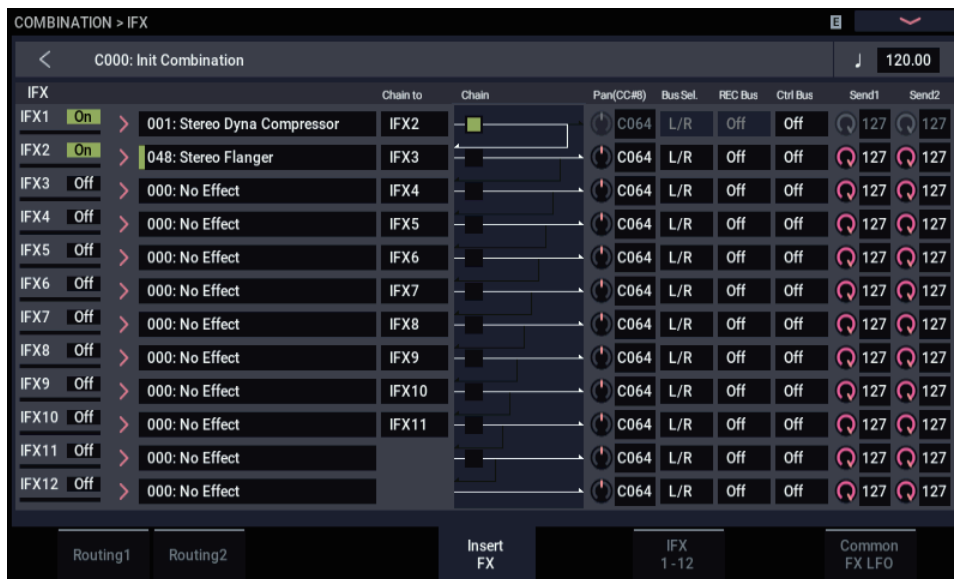 COMBINATION > IFX E
C000: Init Combination ♩ 120.00
IFX Chain to Chain Pan(CC#8) Bus Sel. REC Bus Ctrl Bus Send1 Send2
IFX1 On 001: Stereo Dyna Compressor IFX2 C064 L/R Off Off 127 127
IFX2 On 048: Stereo Flanger IFX3 C064 L/R Off Off 127 127
IFX3 Off 000: No Effect IFX4 C064 L/R Off Off 127 127
IFX4 Off 000: No Effect IFX5 C064 L/R Off Off 127 127
IFX5 Off 000: No Effect IFX6 C064 L/R Off Off 127 127
IFX6 Off 000: No Effect IFX7 C064 L/R Off Off 127 127
IFX7 Off 000: No Effect IFX8 C064 L/R Off Off 127 127
IFX8 Off 000: No Effect IFX9 C064 L/R Off Off 127 127
IFX9 Off 000: No Effect IFX10 C064 L/R Off Off 127 127
IFX10 Off 000: No Effect IFX11 C064 L/R Off Off 127 127
IFX11 Off 000: No Effect C064 L/R Off Off 127 127
IFX12 Off 000: No Effect C064 L/R Off Off 127 127
Routing1 Routing2 Insert IFX Common
FX 1-12 FX LFO